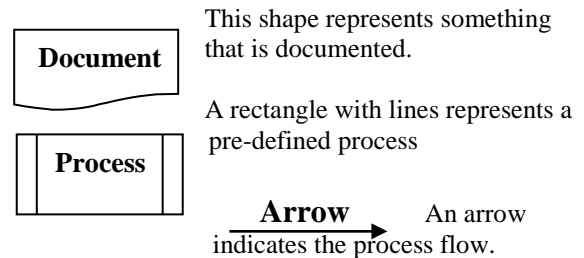 Document
This shape represents something
that is documented.
Process
A rectangle with lines represents a
pre-defined process
Arrow An arrow
indicates the process flow.